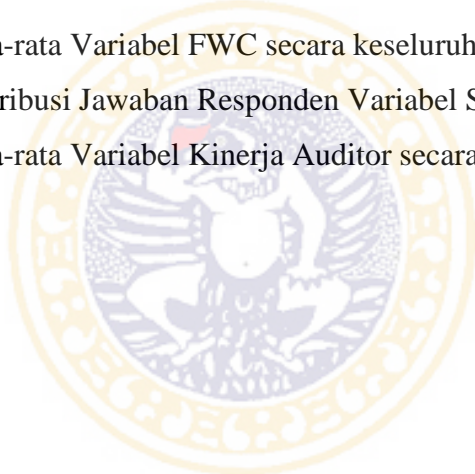 a-rata Variabel FWC secara keseluruh
ribusi Jawaban Responden Variabel S
a-rata Variabel Kinerja Auditor secara